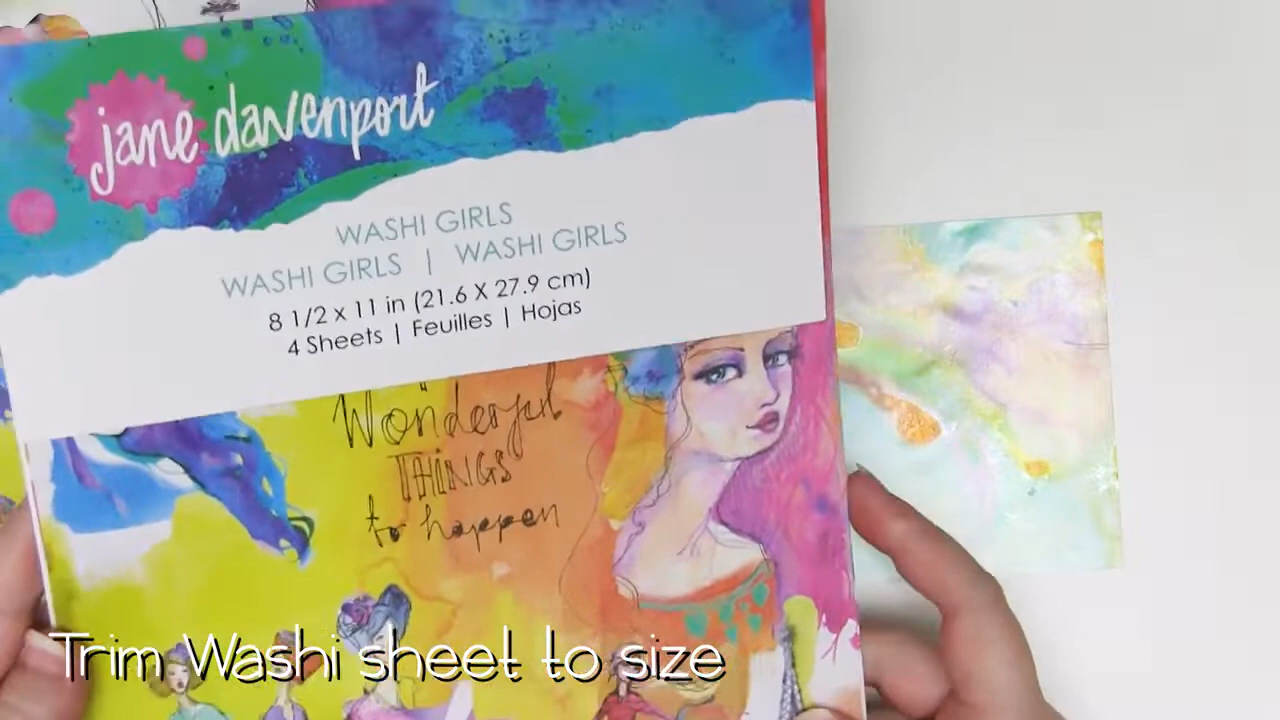 jane davenport
WASHI GIRLS
WASHI GIRLS | WASHI GIRLS
8 1/2 x 11 in (21.6 X 27.9 cm)
4 Sheets | Feuilles | Hojas
Wonderful
THINGS
to happen
Trim Washi sheet to size